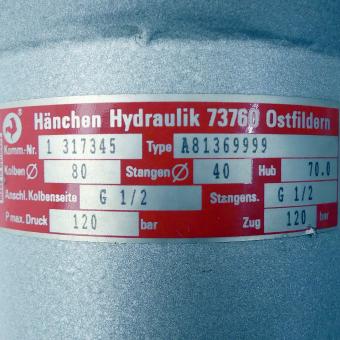 Hänchen Hydraulik 73760 Ostfildern
Komm.-Nr. 1 317345 Type A81369999
Kolben Ø 80 Stangen Ø 40 Hub 70.0
Anschl. Kolbenseite G 1/2 Stangens. G 1/2
P max. Druck 120 bar Zug 120 bar